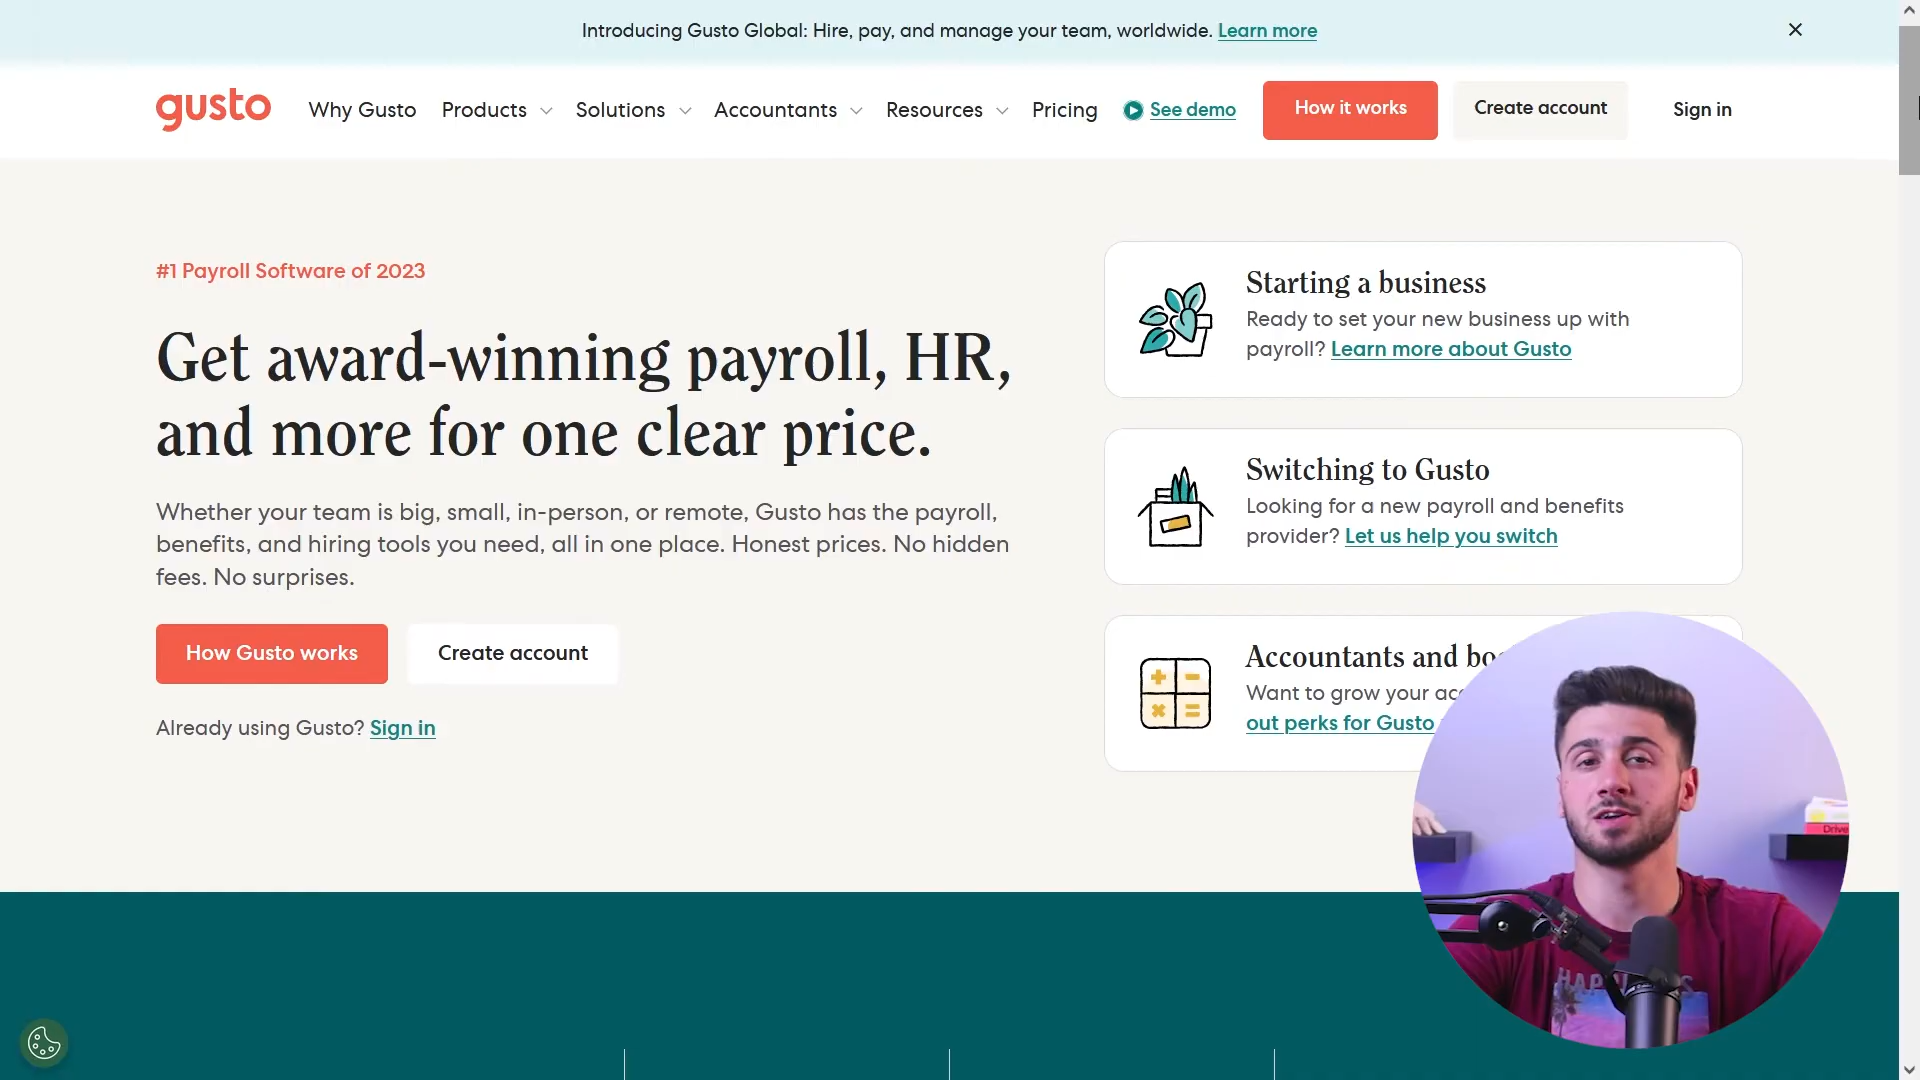 Introducing Gusto Global: Hire, pay, and manage your team, worldwide. Learn more
gusto
Why Gusto
Products
Solutions
Accountants
Resources
Pricing
See demo
How it works
Create account
Sign in
#1 Payroll Software of 2023
Get award-winning payroll, HR,
and more for one clear price.
Whether your team is big, small, in-person, or remote, Gusto has the payroll,
benefits, and hiring tools you need, all in one place. Honest prices. No hidden
fees. No surprises.
How Gusto works
Create account
Already using Gusto? Sign in
Starting a business
Ready to set your new business up with
payroll? Learn more about Gusto
Switching to Gusto
Looking for a new payroll and benefits
provider? Let us help you switch
Accountants and
Want to grow your
out perks for Gusto
Drive